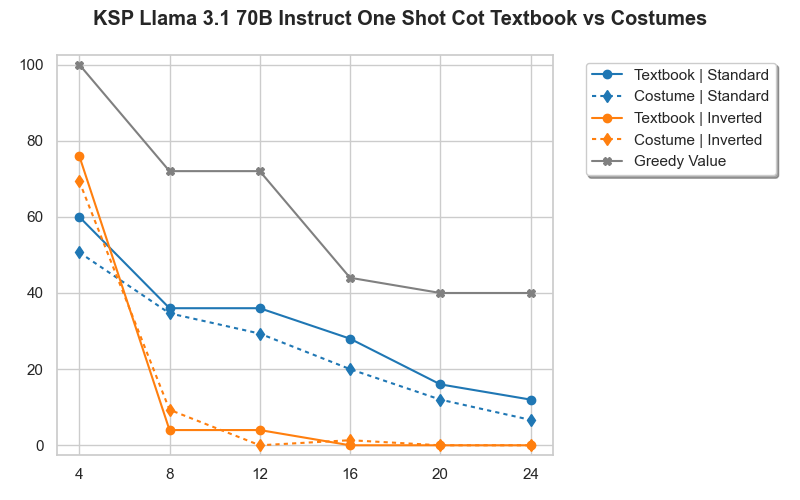 KSP Llama 3.1 70B Instruct One Shot Cot Textbook vs Costumes
100
80
60
40
20
0
4 8 12 16 20 24
Textbook | Standard
Costume | Standard
Textbook | Inverted
Costume | Inverted
Greedy Value